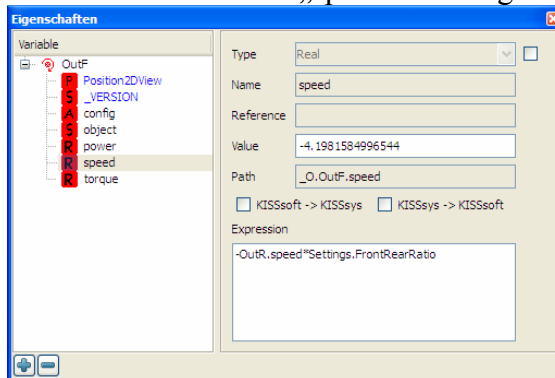 Eigenschaften
Variable
OutF
P Position2DView
S _VERSION
A config
S object
R power
R speed
R torque
Type Real
Name speed
Reference
Value -4.1981584996544
Path _O.OutF.speed
KISSsoft -> KISSsys KISSsys -> KISSsoft
Expression
-OutR.speed*Settings.FrontRearRatio